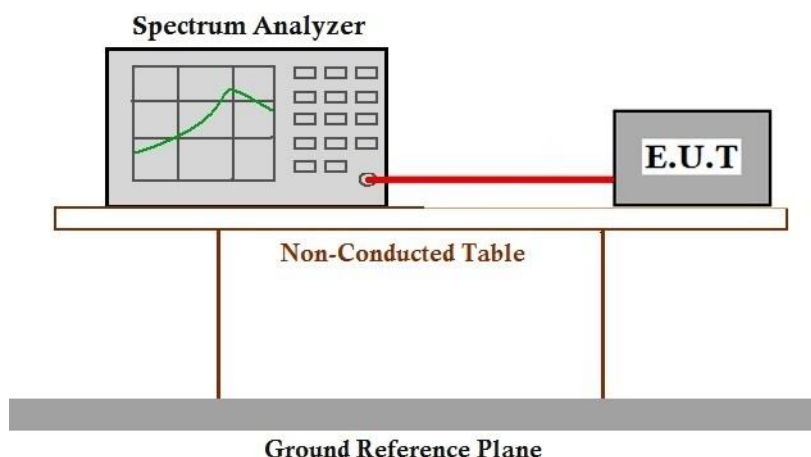 Spectrum Analyzer
E.U.T
Non-Conducted Table
Ground Reference Plane